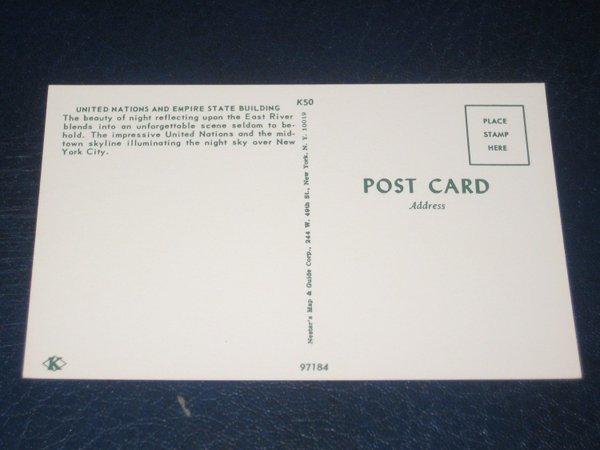 UNITED NATIONS AND EMPIRE STATE BUILDING
The beauty of night reflecting upon the East River
blends into an unforgettable scene seldom to be-
hold. The impressive United Nations and the mid-
town skyline illuminating the night sky over New
York City.
K
K50
Nester's Map & Guide Corp., 244 W. 49th St., New York, N. Y. 10019
97184
PLACE
STAMP
HERE
POST CARD
Address